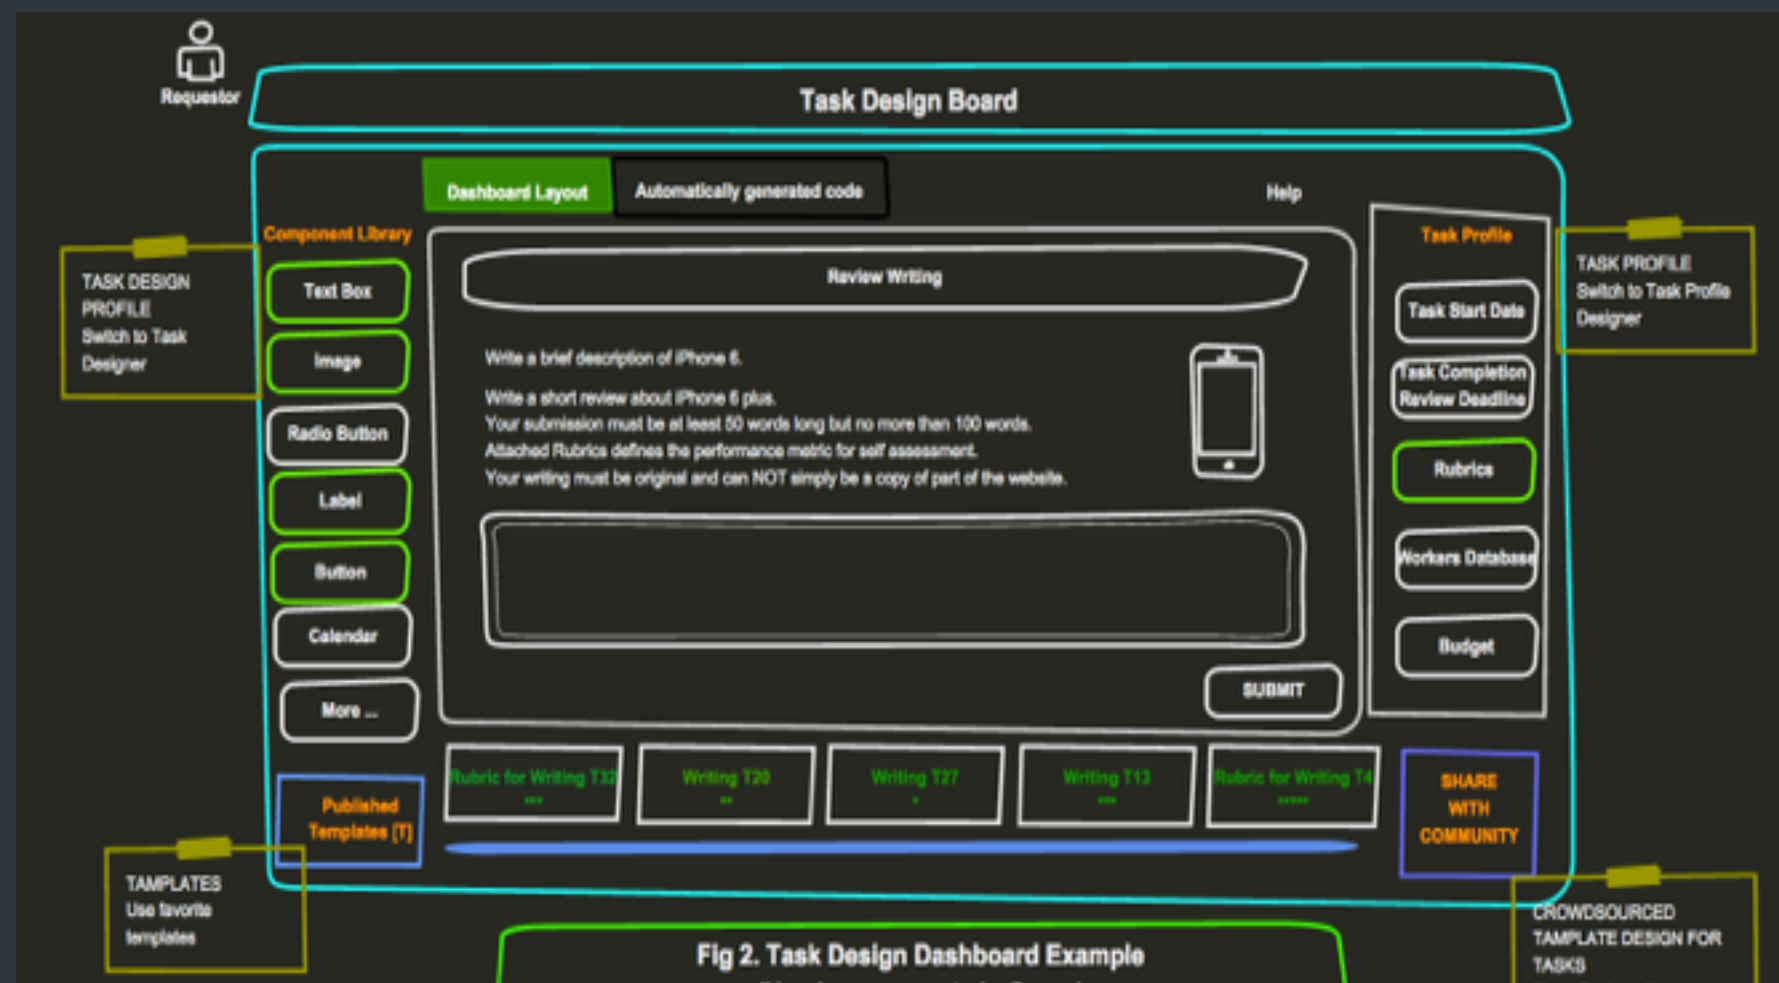 Requestor
Task Design Board
Dashboard Layout
Automatically generated code
Help
Component Library
Text Box
Image
Radio Button
Label
Button
Calendar
More ...
Published
Templates [T]
TASK DESIGN
PROFILE
Switch to Task
Designer
Review Writing
Write a brief description of iPhone 6.
Write a short review about iPhone 6 plus.
Your submission must be at least 50 words long but no more than 100 words.
Attached Rubrics defines the performance metric for self assessment.
Your writing must be original and can NOT simply be a copy of part of the website.
SUBMIT
Task Profile
Task Start Date
Task Completion
Review Deadline
Rubrics
Workers Database
Budget
TASK PROFILE
Switch to Task Profile
Designer
Rubric for Writing T32
***
Writing T20
**
Writing T27
*
Writing T13
***
Rubric for Writing T4
*****
SHARE
WITH
COMMUNITY
TAMPLATES
Use favorite
templates
CROWDSOURCED
TAMPLATE DESIGN FOR
TASKS
Fig 2. Task Design Dashboard Example